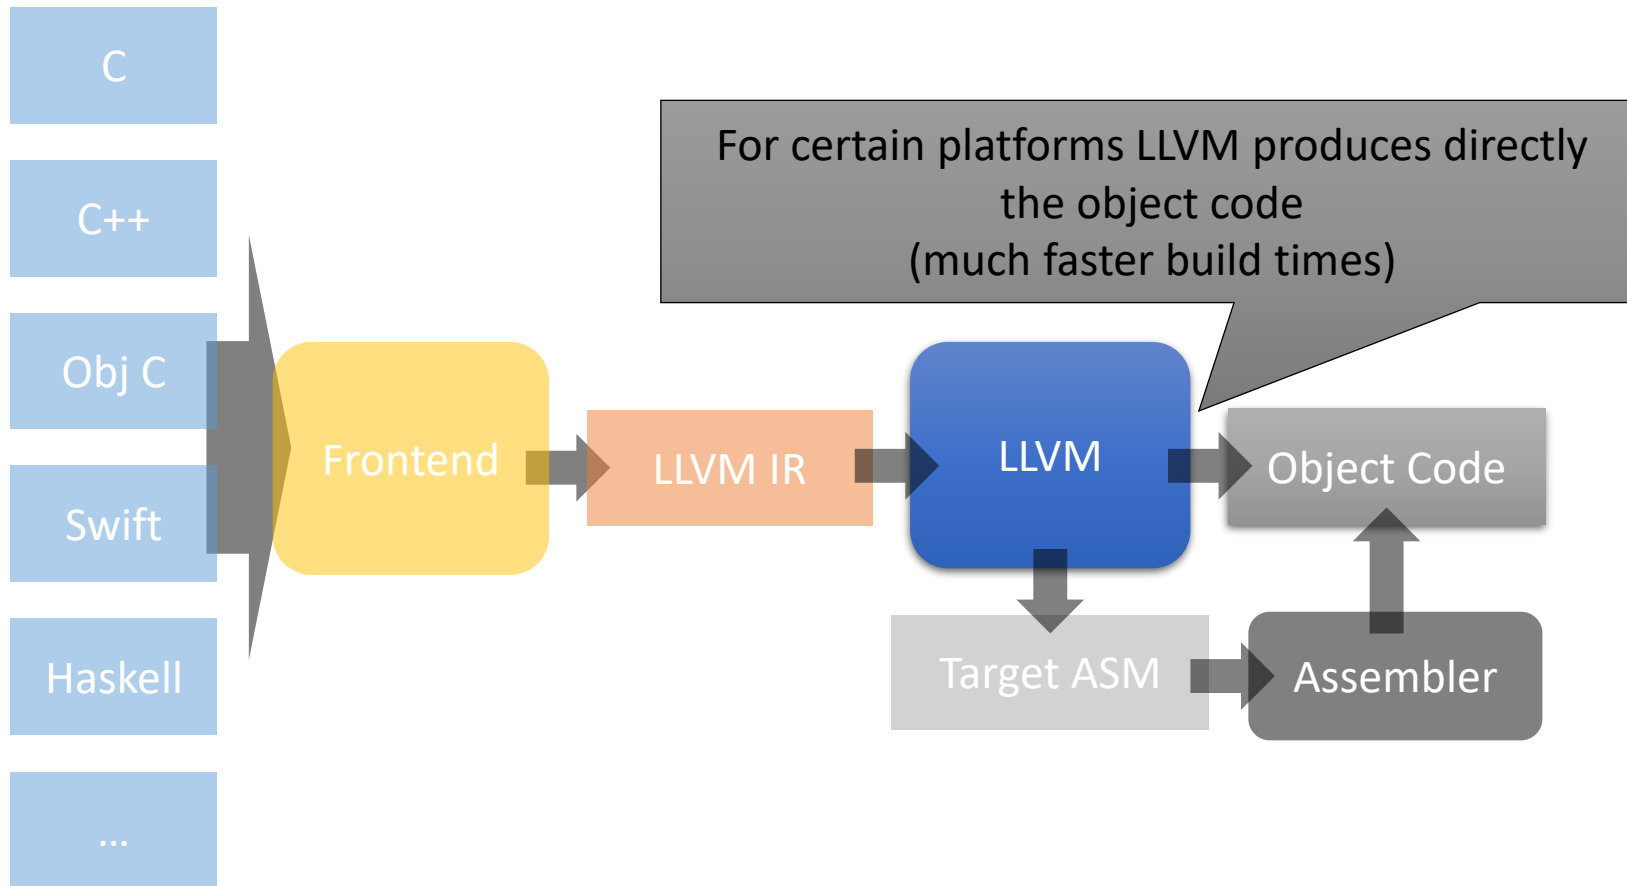 C
C++
Obj C
Swift
Haskell
...
For certain platforms LLVM produces directly
the object code
(much faster build times)
Frontend
LLVM IR
LLVM
Object Code
Target ASM
Assembler